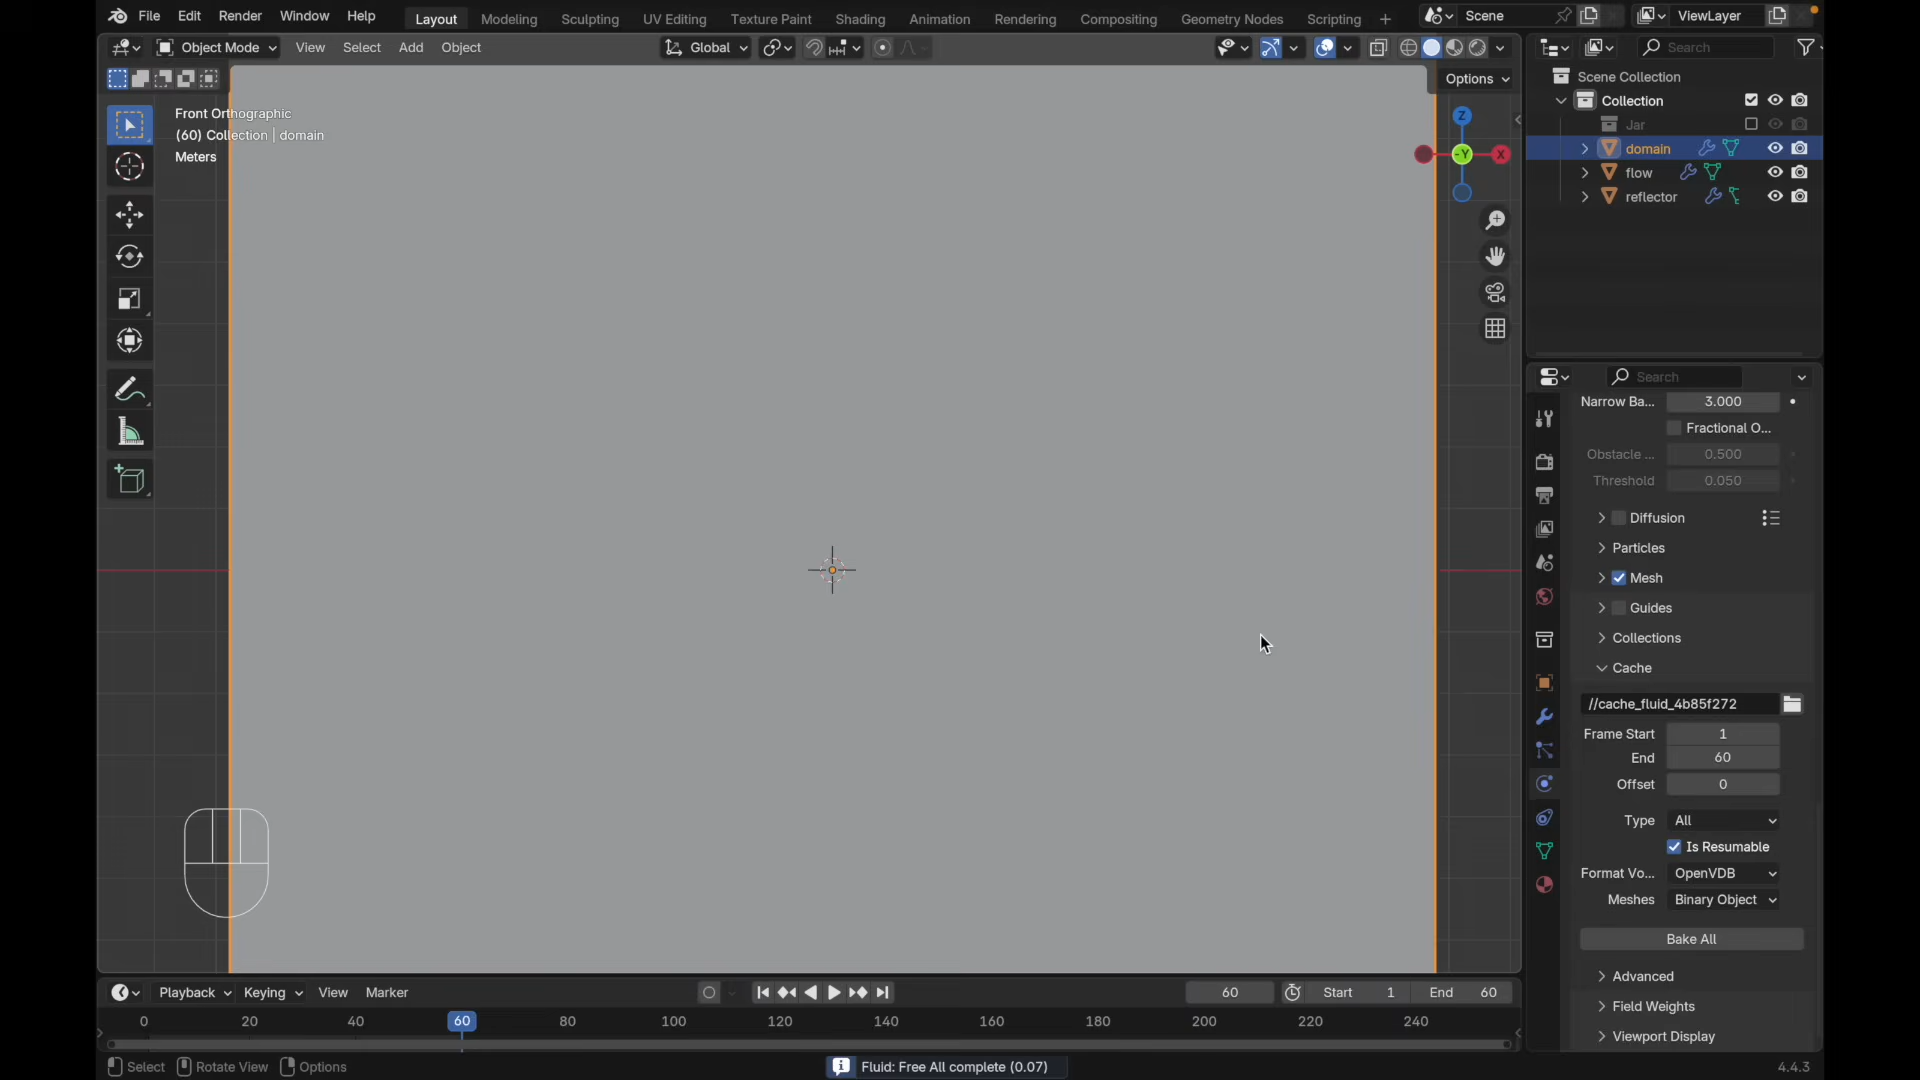 File Edit Render Window Help Layout Modeling Sculpting UV Editing Texture Paint Shading Animation Rendering Compositing Geometry Nodes Scripting + Scene ViewLayer
Object Mode View Select Add Object Global Search
Options
Front Orthographic
(60) Collection | domain
Meters
Z
-Y X
Scene Collection
Collection
Jar
domain
flow
reflector
Search
Narrow Ba... 3.000
Fractional O...
Obstacle ... 0.500
Threshold 0.050
Diffusion
Particles
Mesh
Guides
Collections
Cache
//cache_fluid_4b85f272
Frame Start 1
End 60
Offset 0
Type All
Is Resumable
Format Vo... OpenVDB
Meshes Binary Object
Bake All
Advanced
Field Weights
Viewport Display
Playback Keying View Marker 60 Start 1 End 60
0 20 40 60 80 100 120 140 160 180 200 220 240
Select Rotate View Options Fluid: Free All complete (0.07) 4.4.3